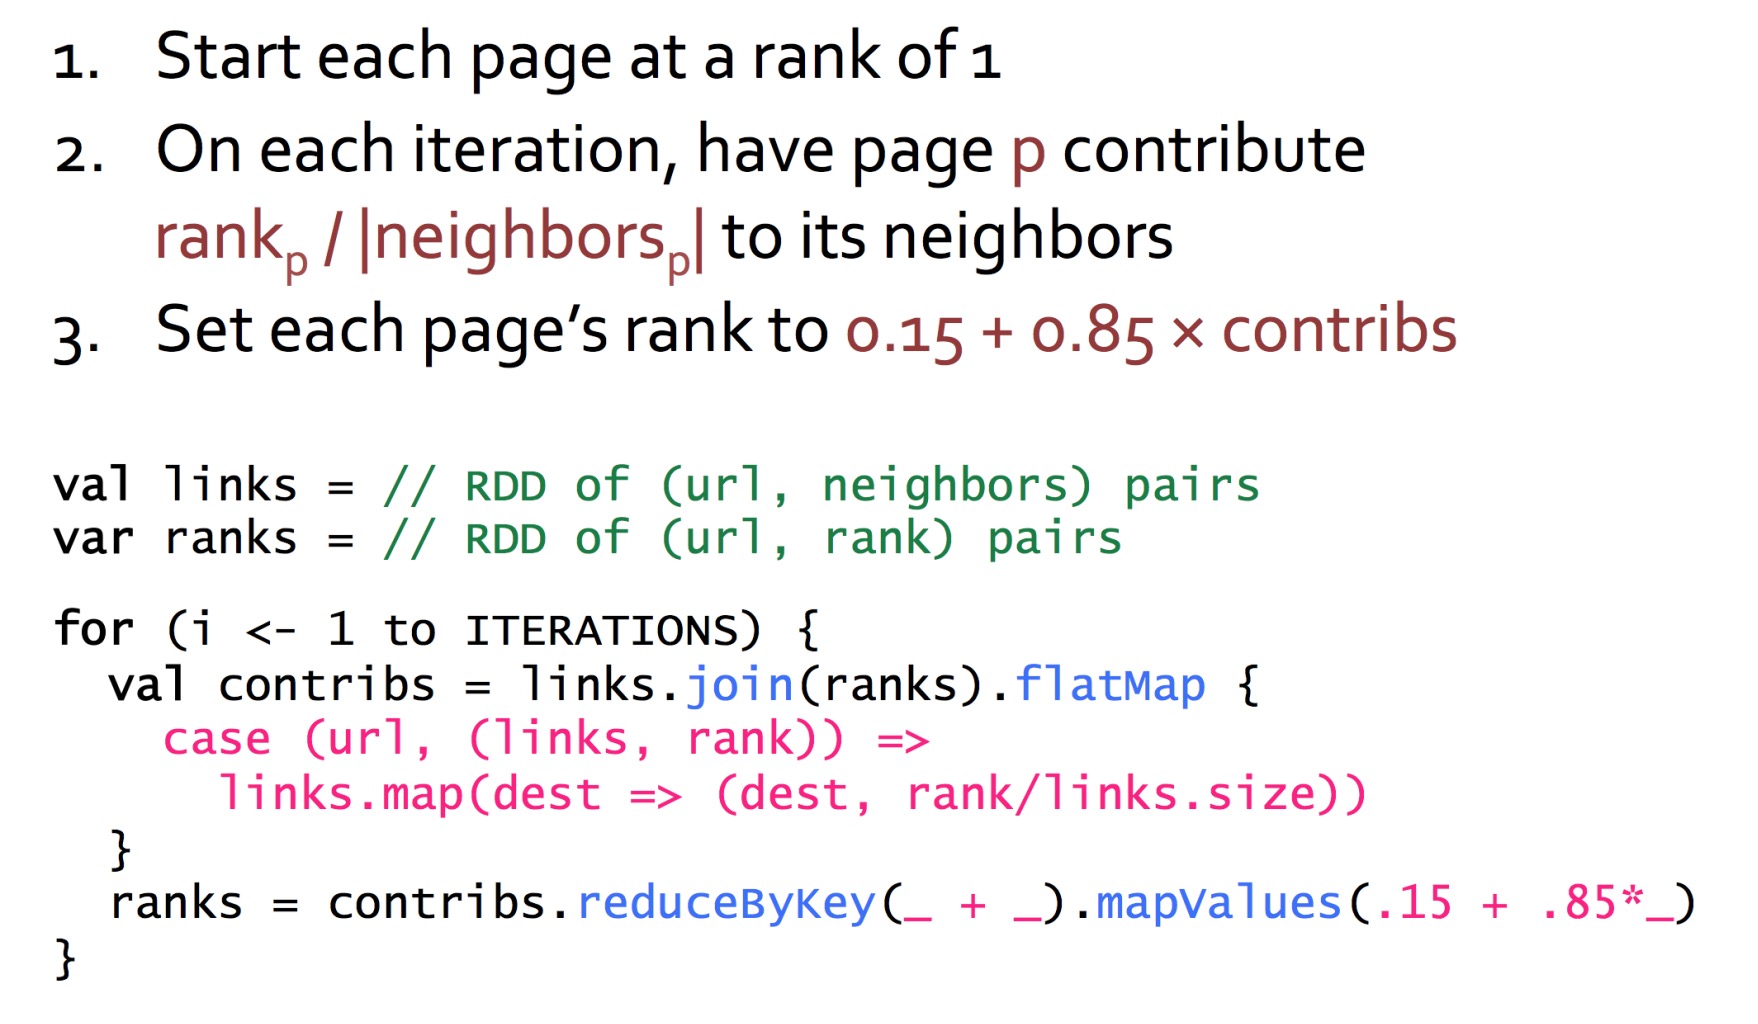 1. Start each page at a rank of 1
2. On each iteration, have page p contribute
rankp / |neighborsp| to its neighbors
3. Set each page’s rank to 0.15 + 0.85 × contribs
val links = // RDD of (url, neighbors) pairs
var ranks = // RDD of (url, rank) pairs
for (i <- 1 to ITERATIONS) {
  val contribs = links.join(ranks).flatMap {
    case (url, (links, rank)) =>
      links.map(dest => (dest, rank/links.size))
  }
  ranks = contribs.reduceByKey(_ + _).mapValues(.15 + .85*_)
}